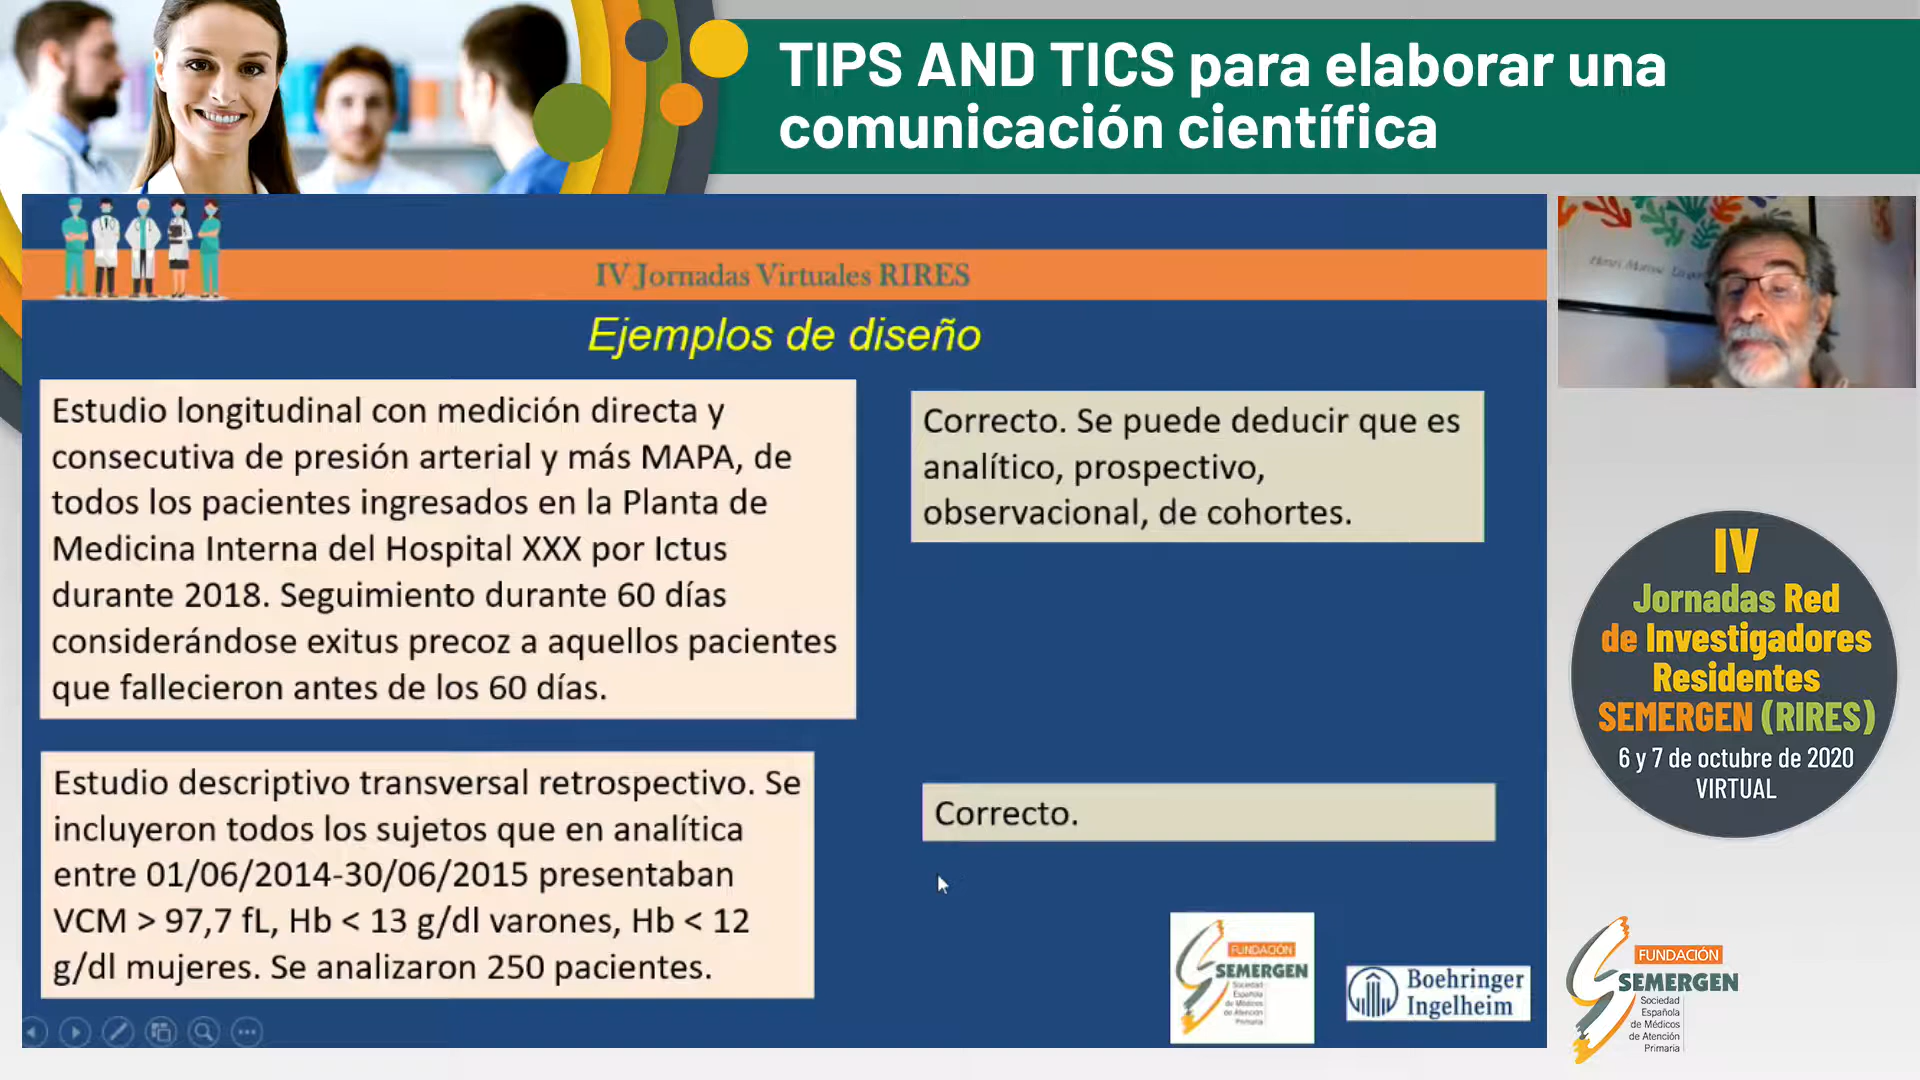 TIPS AND TICS para elaborar una
comunicación científica
IV Jornadas Virtuales RIRES
Ejemplos de diseño
Estudio longitudinal con medición directa y
consecutiva de presión arterial y más MAPA, de
todos los pacientes ingresados en la Planta de
Medicina Interna del Hospital XXX por Ictus
durante 2018. Seguimiento durante 60 días
considerándose exitus precoz a aquellos pacientes
que fallecieron antes de los 60 días.
Correcto. Se puede deducir que es
analítico, prospectivo,
observacional, de cohortes.
Estudio descriptivo transversal retrospectivo. Se
incluyeron todos los sujetos que en analítica
entre 01/06/2014-30/06/2015 presentaban
VCM > 97,7 fL, Hb < 13 g/dl varones, Hb < 12
g/dl mujeres. Se analizaron 250 pacientes.
Correcto.
FUNDACIÓN
SEMERGEN
Sociedad
Española
de Médicos
de Atención
Primaria
Boehringer
Ingelheim
IV
Jornadas Red
de Investigadores
Residentes
SEMERGEN (RIRES)
6 y 7 de octubre de 2020
VIRTUAL
FUNDACIÓN
SEMERGEN
Sociedad
Española
de Médicos
de Atención
Primaria